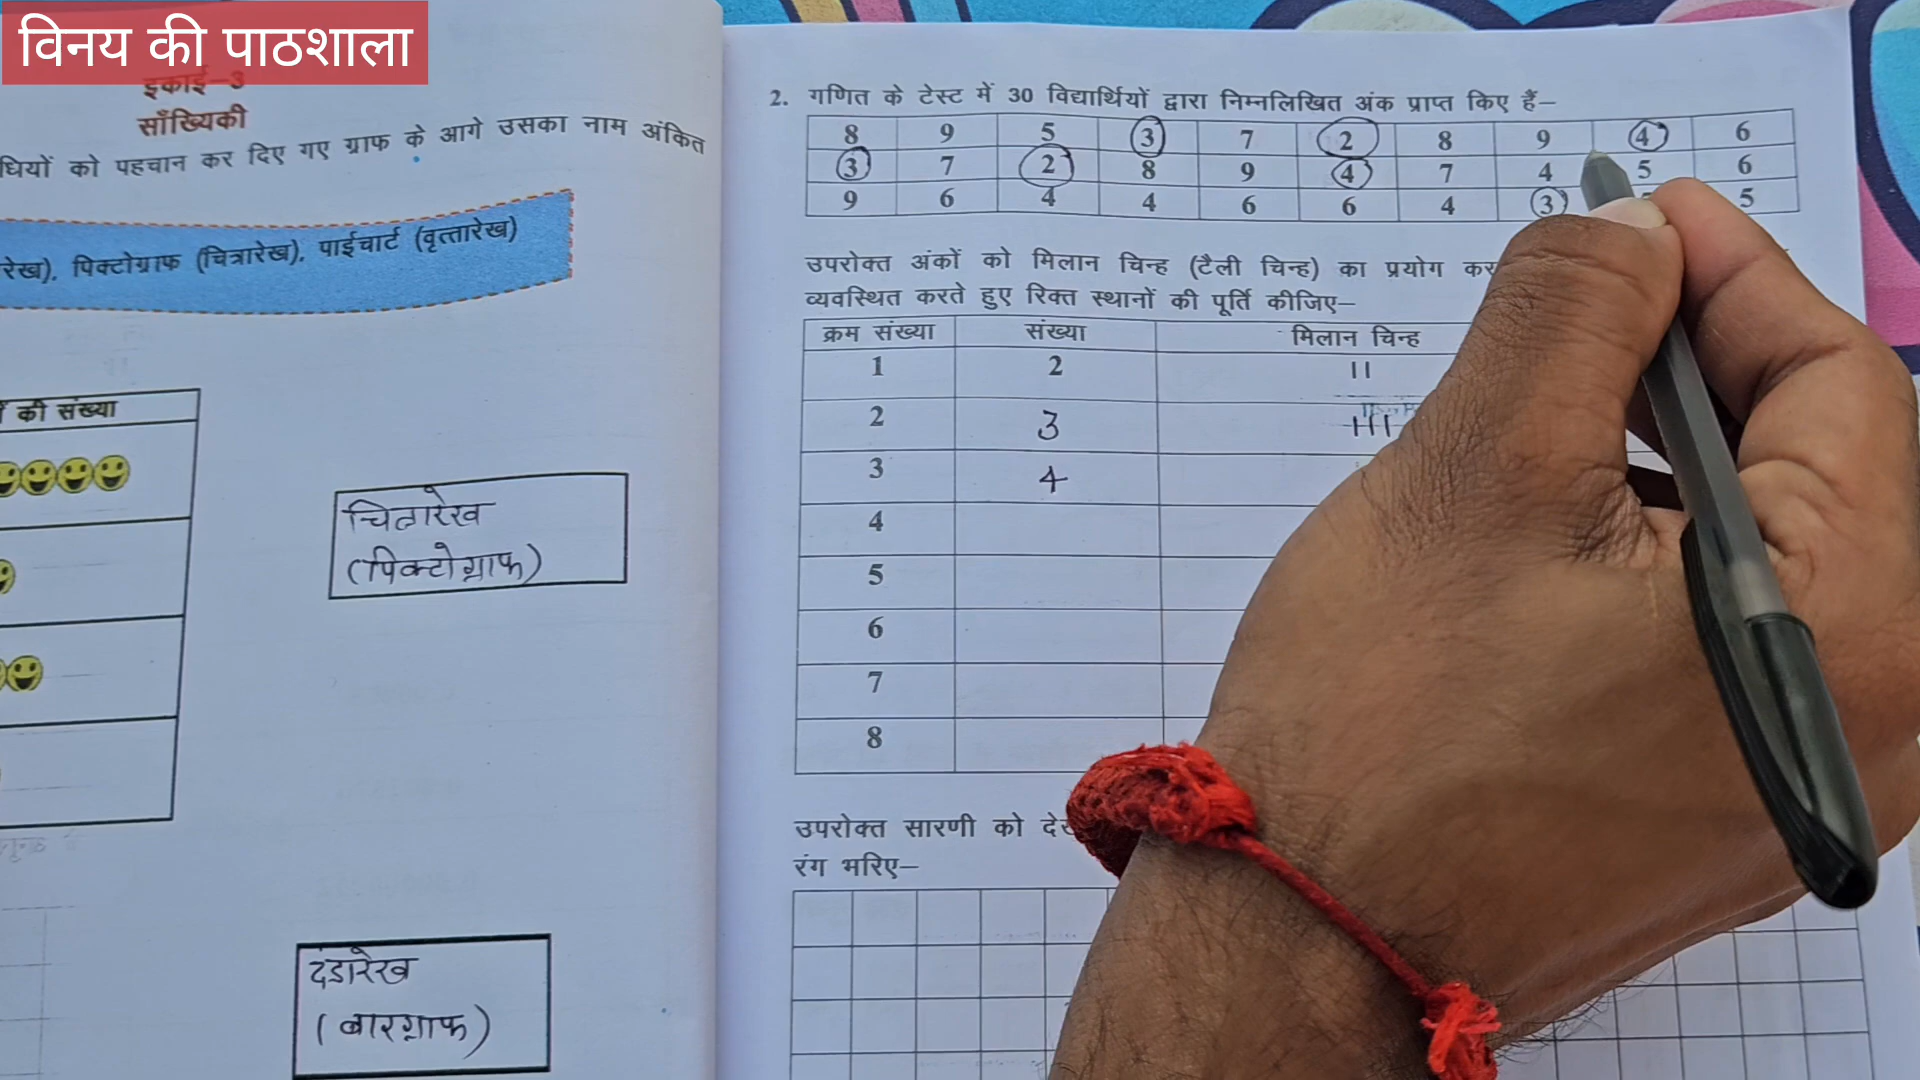 विनय की पाठशाला
इकाई–3
साँख्यिकी
धियों को पहचान कर दिए गए ग्राफ के आगे उसका नाम अंकित
रेख), पिक्टोग्राफ (चित्रारेख), पाईचार्ट (वृत्तारेख)
की संख्या
चित्रारेख
(पिक्टोग्राफ)
दंडारेख
(बारग्राफ)
2. गणित के टेस्ट में 30 विद्यार्थियों द्वारा निम्नलिखित अंक प्राप्त किए हैं–
8 9 5 3 7 2 8 9 4 6
3 7 2 8 9 4 7 4 5 6
9 6 4 4 6 6 4 3 5
उपरोक्त अंकों को मिलान चिन्ह (टैली चिन्ह) का प्रयोग कर
व्यवस्थित करते हुए रिक्त स्थानों की पूर्ति कीजिए–
क्रम संख्या संख्या मिलान चिन्ह
1 2 ||
2 3 |||
3 4
4
5
6
7
8
उपरोक्त सारणी को
रंग भरिए–